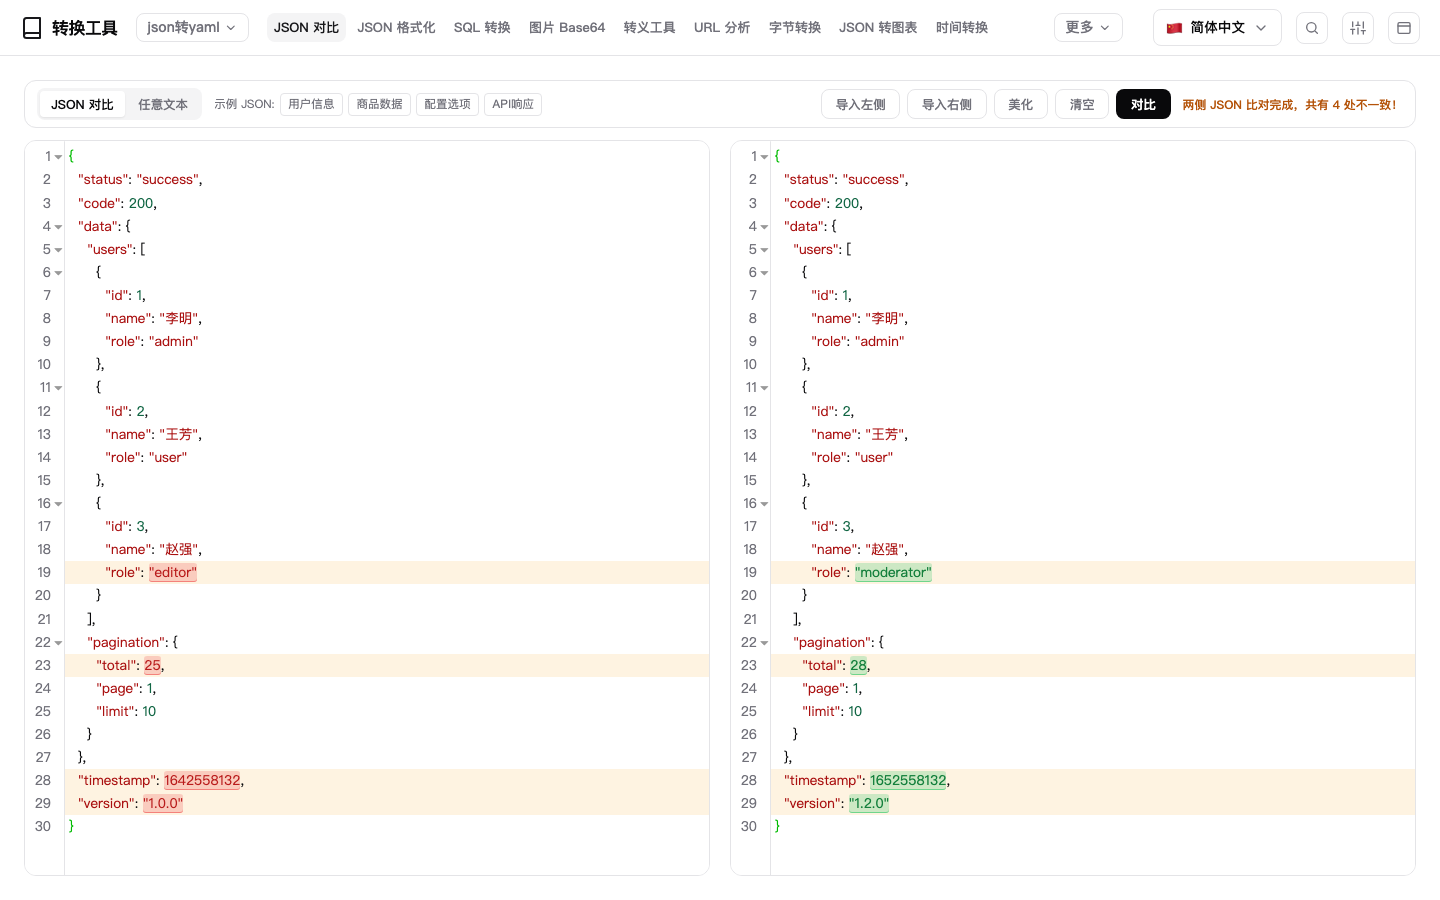 转换工具 json转yaml JSON 对比 JSON 格式化 SQL 转换 图片 Base64 转义工具 URL 分析 字节转换 JSON 转图表 时间转换 更多 简体中文
JSON 对比 任意文本 示例 JSON: 用户信息 商品数据 配置选项 API响应 导入左侧 导入右侧 美化 清空 对比 两侧 JSON 比对完成，共有 4 处不一致！
1 {
2 "status": "success",
3 "code": 200,
4 "data": {
5 "users": [
6 {
7 "id": 1,
8 "name": "李明",
9 "role": "admin"
10 },
11 {
12 "id": 2,
13 "name": "王芳",
14 "role": "user"
15 },
16 {
17 "id": 3,
18 "name": "赵强",
19 "role": "editor"
20 }
21 ],
22 "pagination": {
23 "total": 25,
24 "page": 1,
25 "limit": 10
26 }
27 },
28 "timestamp": 1642558132,
29 "version": "1.0.0"
30 }
1 {
2 "status": "success",
3 "code": 200,
4 "data": {
5 "users": [
6 {
7 "id": 1,
8 "name": "李明",
9 "role": "admin"
10 },
11 {
12 "id": 2,
13 "name": "王芳",
14 "role": "user"
15 },
16 {
17 "id": 3,
18 "name": "赵强",
19 "role": "moderator"
20 }
21 ],
22 "pagination": {
23 "total": 28,
24 "page": 1,
25 "limit": 10
26 }
27 },
28 "timestamp": 1652558132,
29 "version": "1.2.0"
30 }